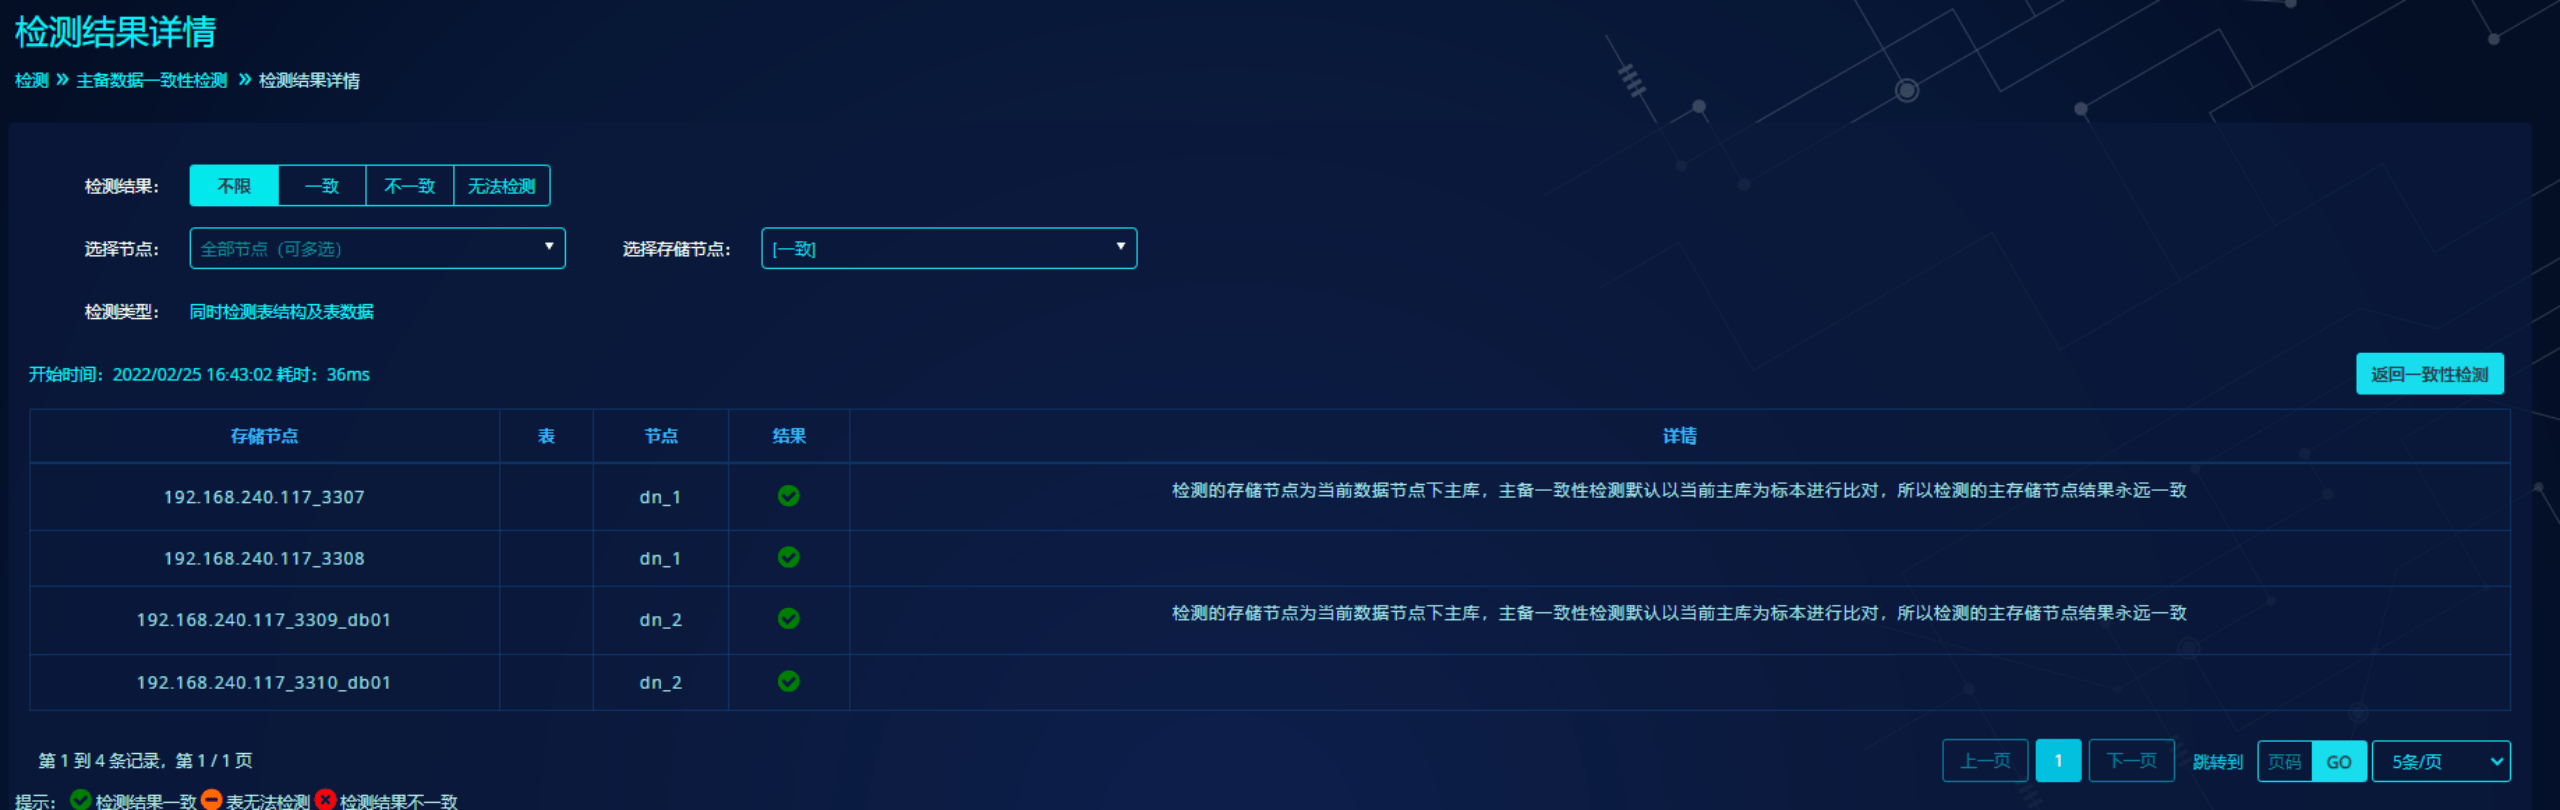 检测结果详情
检测 » 主备数据一致性检测 » 检测结果详情
检测结果： 不限 一致 不一致 无法检测
选择节点： 全部节点（可多选） 选择存储节点： [一致]
检测类型： 同时检测表结构及表数据
开始时间：2022/02/25 16:43:02 耗时：36ms 返回一致性检测
存储节点 表 节点 结果 详情
192.168.240.117_3307 dn_1 检测的存储节点为当前数据节点下主库，主备一致性检测默认以当前主库为标本进行比对，所以检测的主存储节点结果永远一致
192.168.240.117_3308 dn_1
192.168.240.117_3309_db01 dn_2 检测的存储节点为当前数据节点下主库，主备一致性检测默认以当前主库为标本进行比对，所以检测的主存储节点结果永远一致
192.168.240.117_3310_db01 dn_2
第 1 到 4 条记录，第 1 / 1 页 上一页 1 下一页 跳转到 页码 GO 5条/页
提示： 检测结果一致 表无法检测 检测结果不一致